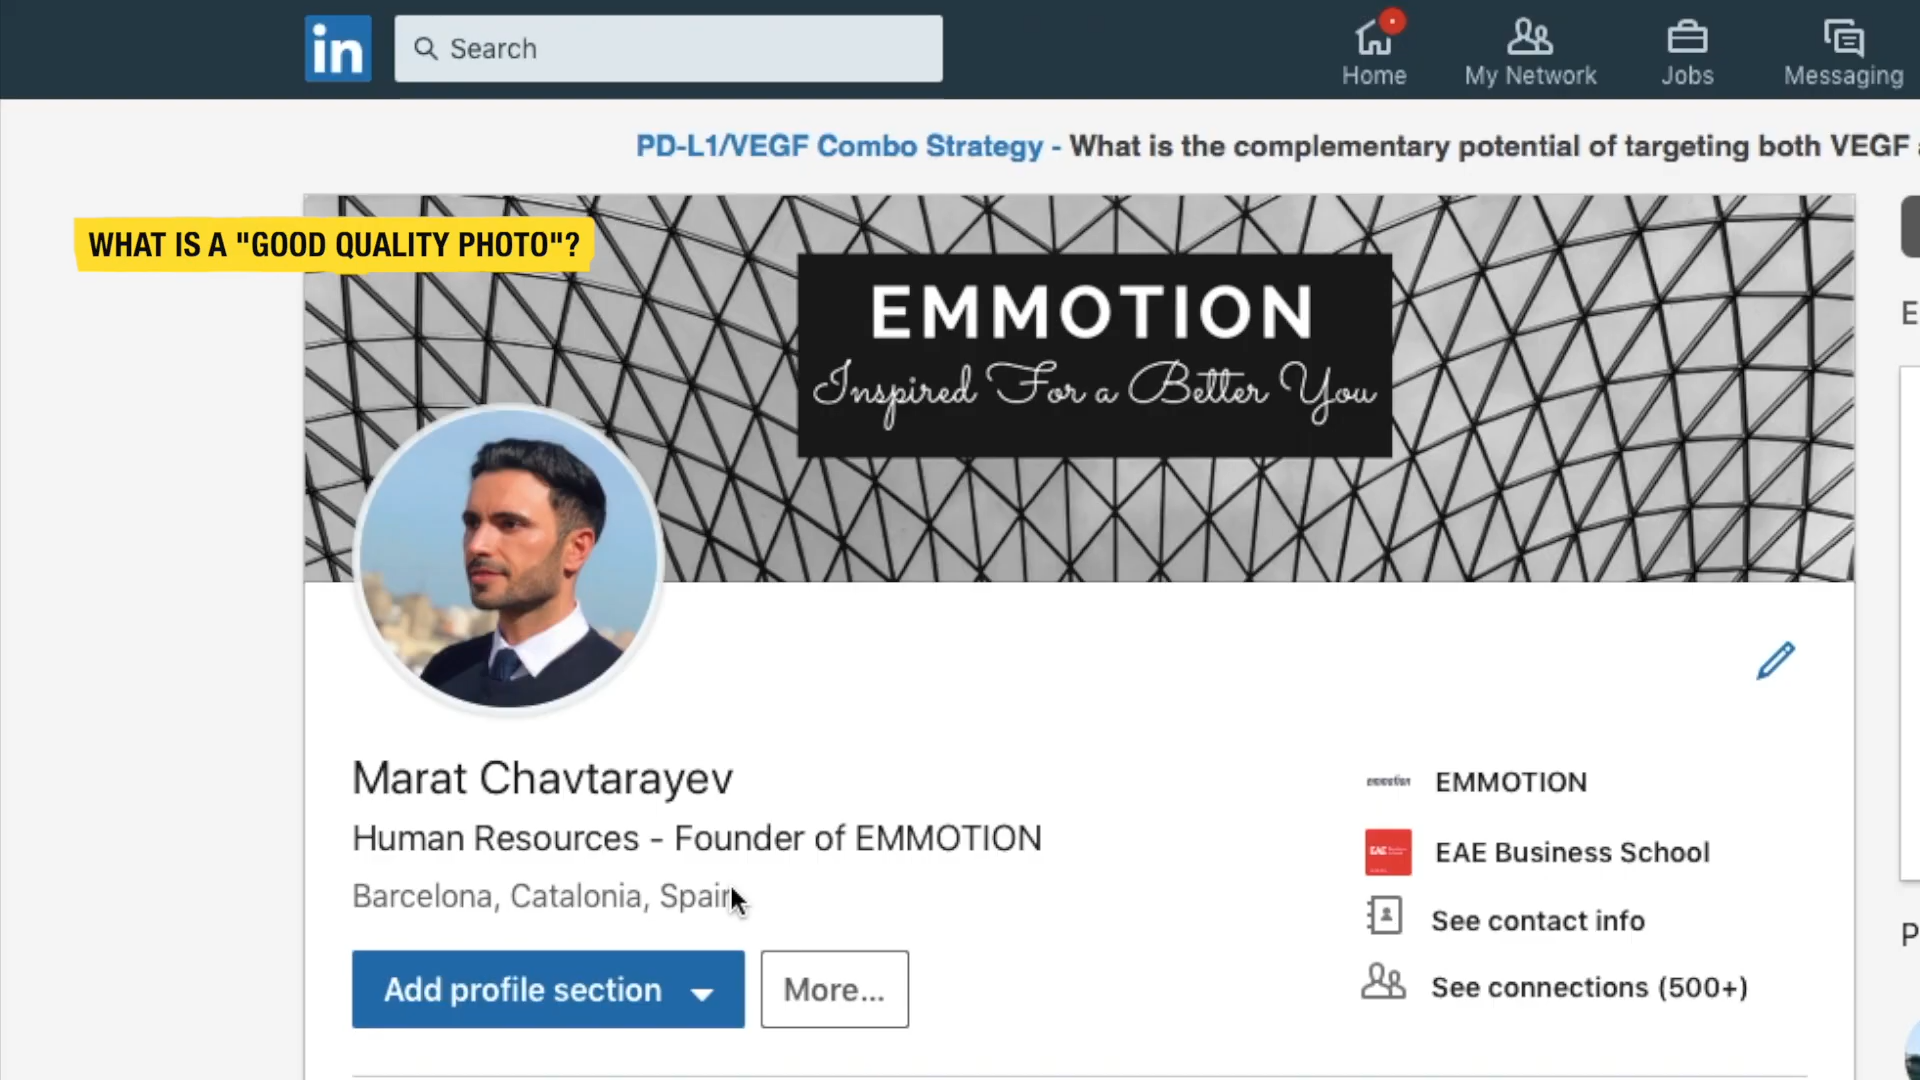 in
Search
Home
My Network
Jobs
Messaging
PD-L1/VEGF Combo Strategy - What is the complementary potential of targeting both VEGF
WHAT IS A "GOOD QUALITY PHOTO"?
EMMOTION
Inspired For a Better You
Marat Chavtarayev
Human Resources - Founder of EMMOTION
Barcelona, Catalonia, Spain
Add profile section
More...
emmotion
EMMOTION
EAE
EAE Business School
See contact info
See connections (500+)
E
P